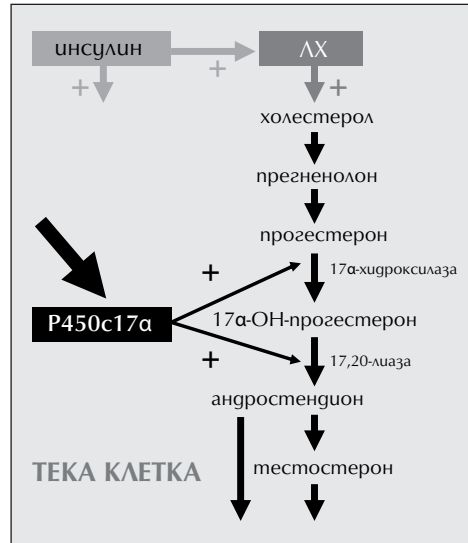 инсулин
ЛХ
+
+
+
холестерол
прегненолон
прогестерон
+
17α-хидроксилаза
P450c17α
17α-OH-прогестерон
+
17,20-лиаза
андростендион
ТЕКА КЛЕТКА
тестостерон